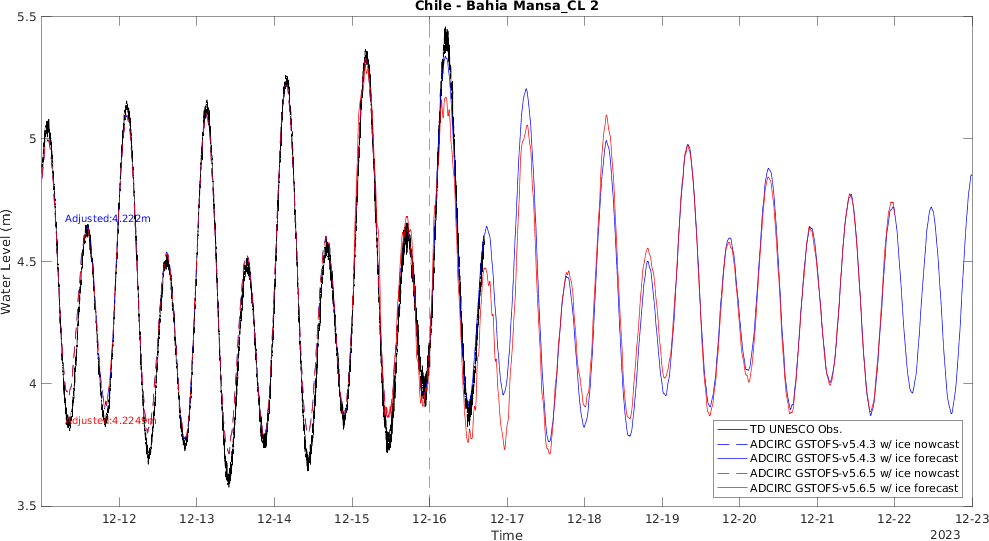 Chile - Bahia Mansa_CL 2
5.5
5
4.5
4
3.5
Water Level (m)
Adjusted:4.222m
Adjusted:4.2249m
TD UNESCO Obs.
ADCIRC GSTOFS-v5.4.3 w/ ice nowcast
ADCIRC GSTOFS-v5.4.3 w/ ice forecast
ADCIRC GSTOFS-v5.6.5 w/ ice nowcast
ADCIRC GSTOFS-v5.6.5 w/ ice forecast
12-12 12-13 12-14 12-15 12-16 12-17 12-18 12-19 12-20 12-21 12-22 12-23
Time
2023